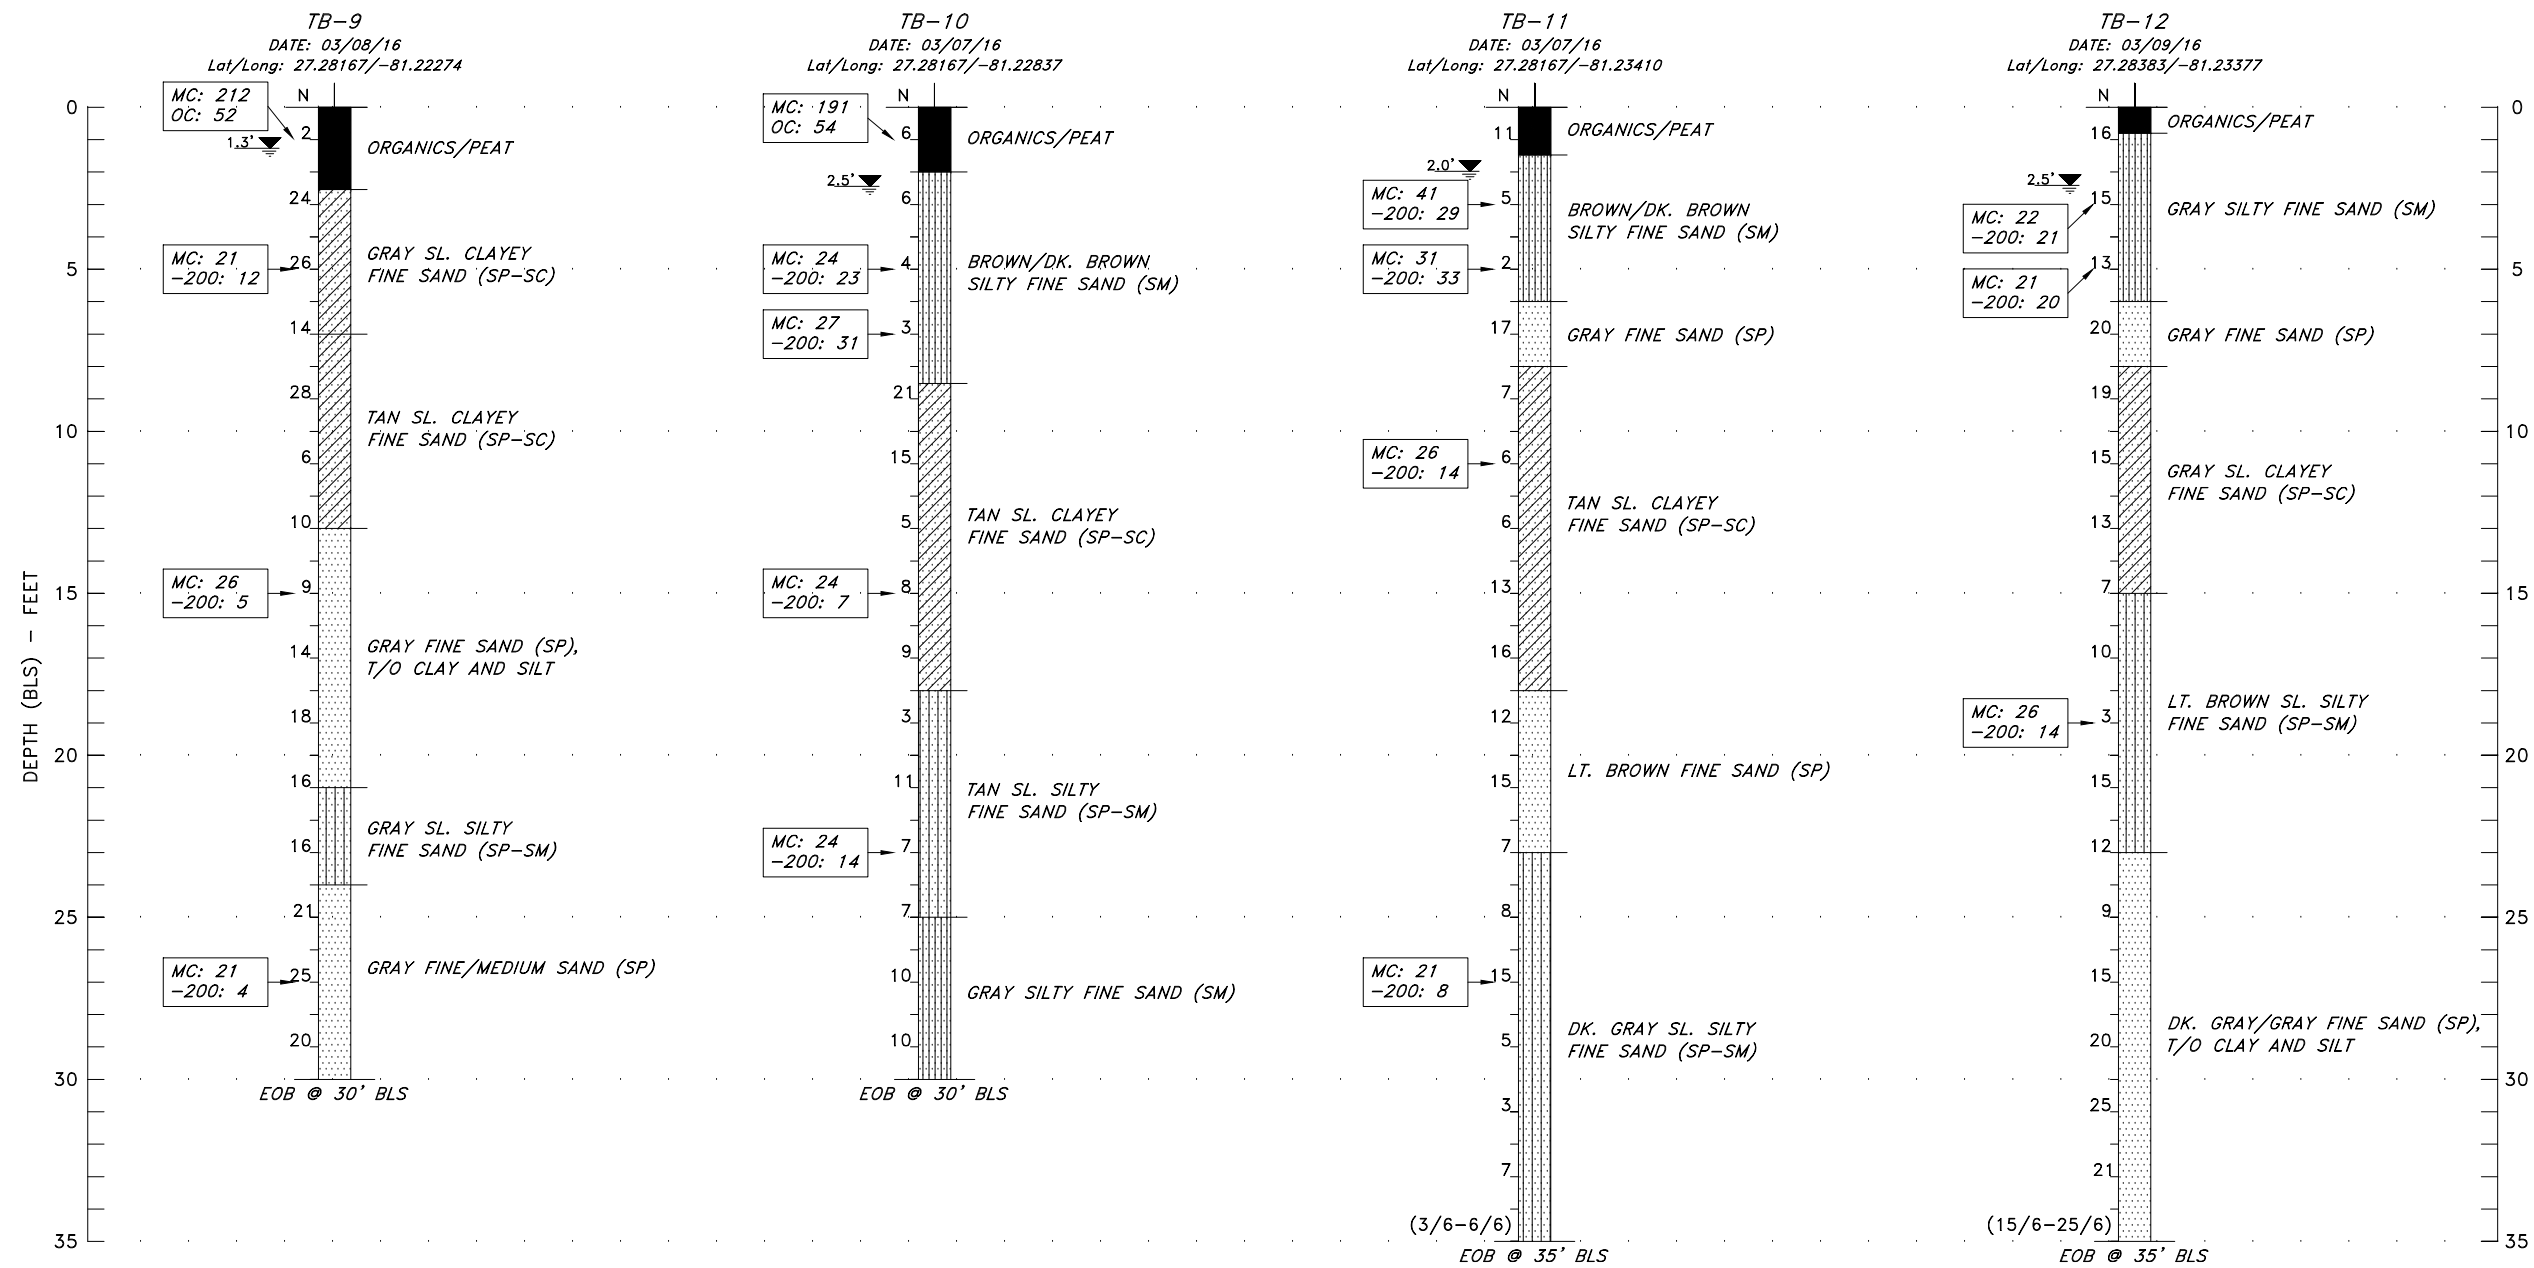 TB-9
DATE: 03/08/16
Lat/Long: 27.28167/-81.22274
N
MC: 212
OC: 52
2
1.3'
ORGANICS/PEAT
24
GRAY SL. CLAYEY
FINE SAND (SP-SC)
MC: 21
-200: 12
26
14
28
TAN SL. CLAYEY
FINE SAND (SP-SC)
6
10
MC: 26
-200: 5
9
GRAY FINE SAND (SP),
T/O CLAY AND SILT
14
18
16
GRAY SL. SILTY
FINE SAND (SP-SM)
16
21
GRAY FINE/MEDIUM SAND (SP)
MC: 21
-200: 4
25
20
EOB @ 30' BLS
TB-10
DATE: 03/07/16
Lat/Long: 27.28167/-81.22837
N
MC: 191
OC: 54
6
ORGANICS/PEAT
2.5'
6
MC: 24
-200: 23
4
BROWN/DK. BROWN
SILTY FINE SAND (SM)
MC: 27
-200: 31
3
21
15
TAN SL. CLAYEY
FINE SAND (SP-SC)
5
MC: 24
-200: 7
8
9
3
TAN SL. SILTY
FINE SAND (SP-SM)
11
MC: 24
-200: 14
7
7
10
GRAY SILTY FINE SAND (SM)
10
EOB @ 30' BLS
TB-11
DATE: 03/07/16
Lat/Long: 27.28167/-81.23410
N
11
ORGANICS/PEAT
2.0'
MC: 41
-200: 29
5
BROWN/DK. BROWN
SILTY FINE SAND (SM)
MC: 31
-200: 33
2
17
GRAY FINE SAND (SP)
7
MC: 26
-200: 14
6
TAN SL. CLAYEY
FINE SAND (SP-SC)
6
13
16
12
LT. BROWN FINE SAND (SP)
15
7
8
MC: 21
-200: 8
15
DK. GRAY SL. SILTY
FINE SAND (SP-SM)
5
3
7
(3/6-6/6)
EOB @ 35' BLS
TB-12
DATE: 03/09/16
Lat/Long: 27.28383/-81.23377
N
16
ORGANICS/PEAT
2.5'
15
MC: 22
-200: 21
GRAY SILTY FINE SAND (SM)
13
MC: 21
-200: 20
20
GRAY FINE SAND (SP)
19
15
GRAY SL. CLAYEY
FINE SAND (SP-SC)
13
7
10
LT. BROWN SL. SILTY
FINE SAND (SP-SM)
MC: 26
-200: 14
3
15
12
9
15
DK. GRAY/GRAY FINE SAND (SP),
T/O CLAY AND SILT
20
25
21
(15/6-25/6)
EOB @ 35' BLS
DEPTH (BLS) - FEET
0
5
10
15
20
25
30
35
0
5
10
15
20
25
30
35